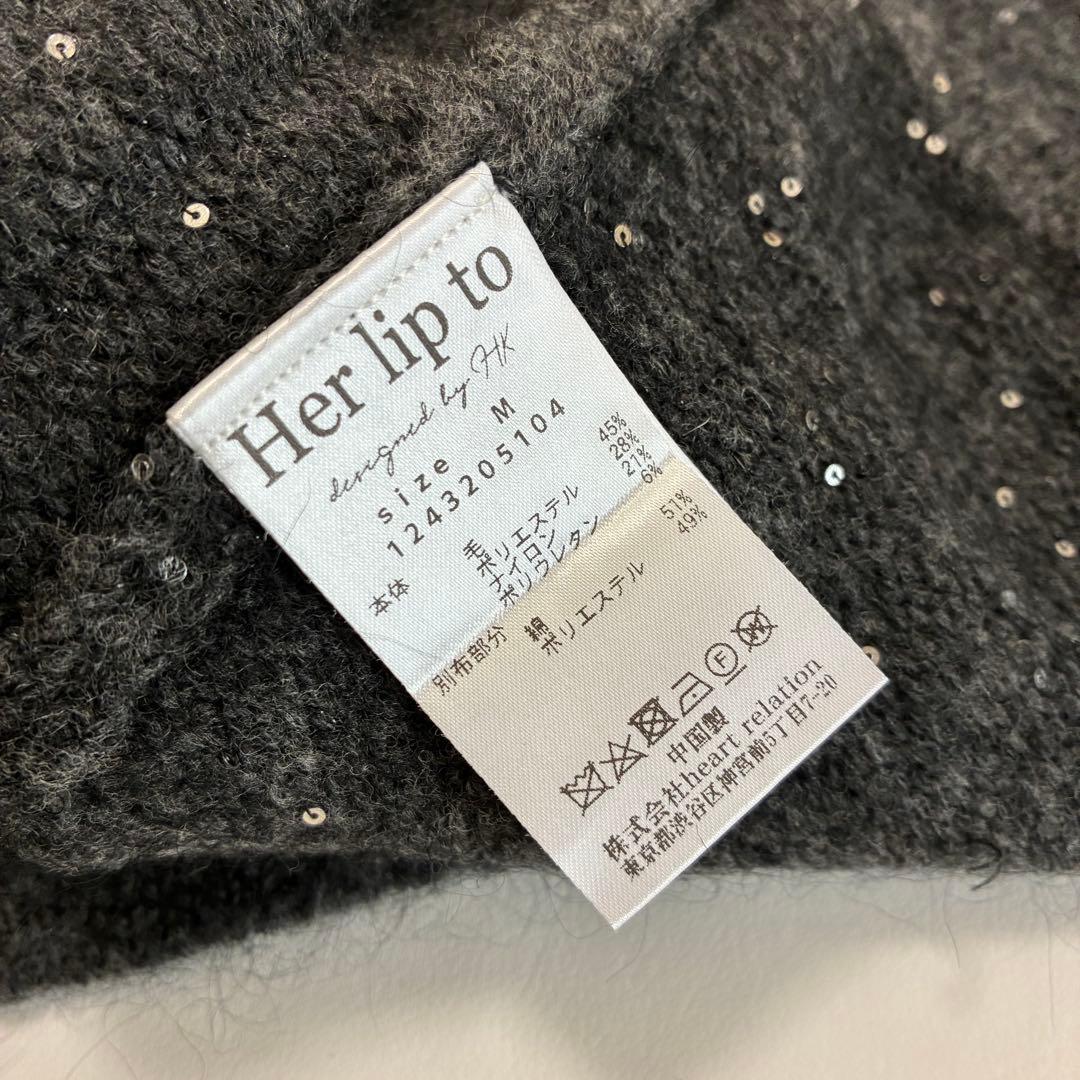 Her lip to
designed by HK
size M
1243205104
本体 毛 45%
ポリエステル 28%
ナイロン 21%
ポリウレタン 6%
別布部分 綿 51%
ポリエステル 49%
中国製
株式会社heart relation
東京都渋谷区神宮前5丁目7-20